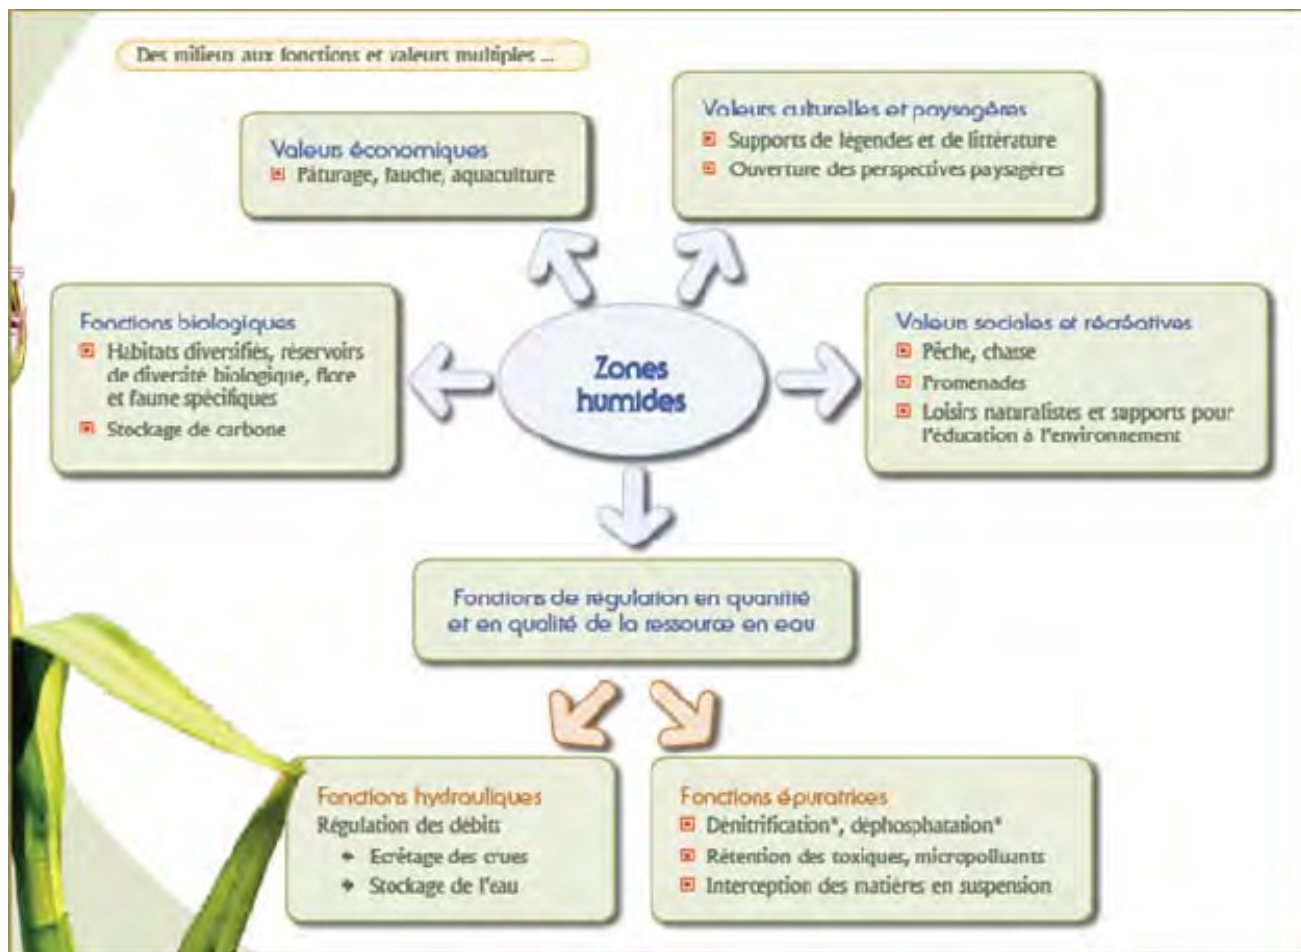 Des milieux aux fonctions et valeurs multiples ...
Valeurs économiques
Pâturage, fauche, aquaculture
Valeurs culturelles et paysagères
Supports de légendes et de littérature
Ouverture des perspectives paysagères
Fonctions biologiques
Habitats diversifiés, réservoirs
de diversité biologique, flore
et faune spécifiques
Stockage de carbone
Zones
humides
Valeurs sociales et récréatives
Pêche, chasse
Promenades
Loisirs naturalistes et supports pour
l'éducation à l'environnement
Fonctions de régulation en quantité
et en qualité de la ressource en eau
Fonctions hydrauliques
Régulation des débits
Ecrêtage des crues
Stockage de l'eau
Fonctions épuratrices
Dénitrification*, déphosphatation*
Rétention des toxiques, micropolluants
Interception des matières en suspension